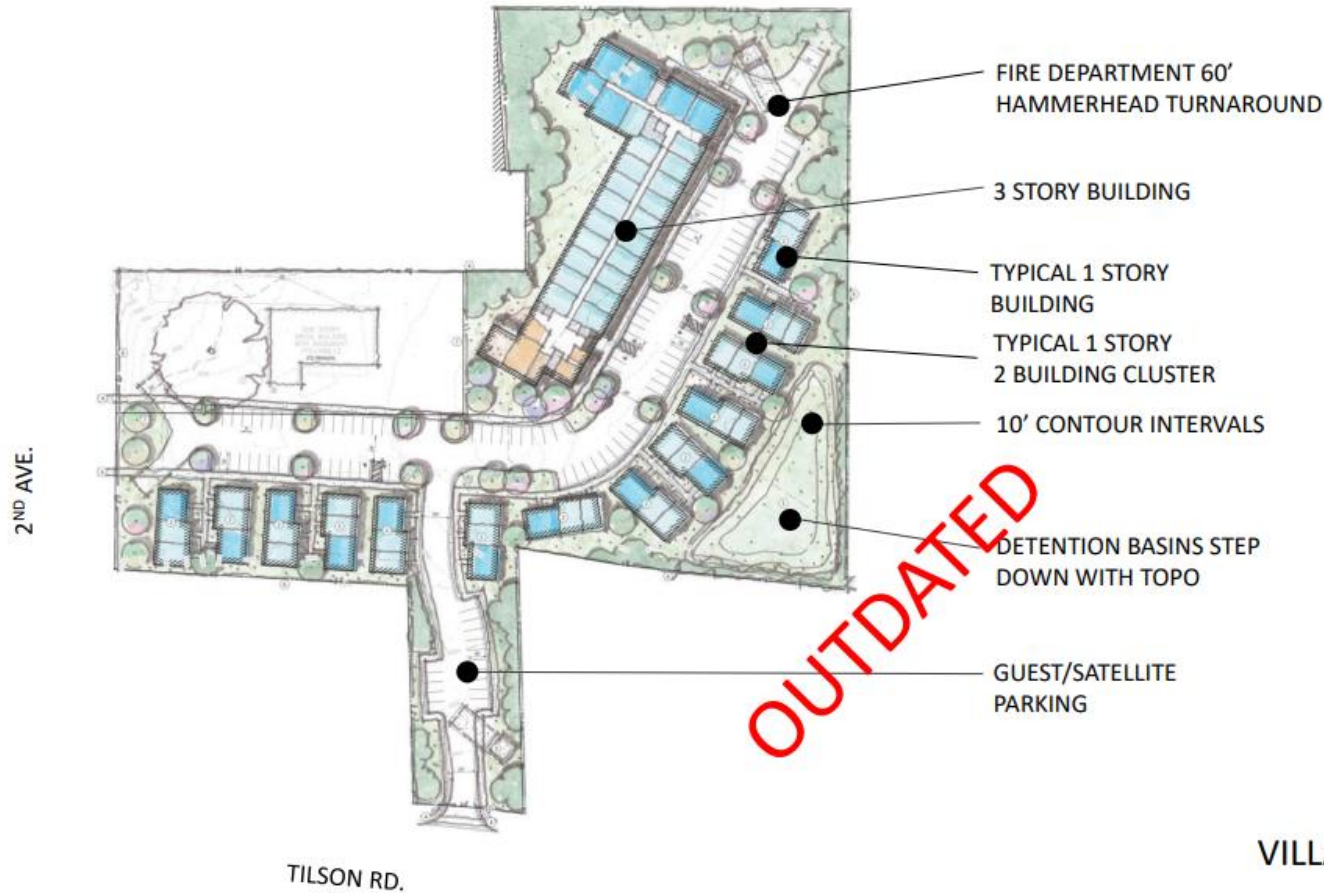 FIRE DEPARTMENT 60’
HAMMERHEAD TURNAROUND
3 STORY BUILDING
TYPICAL 1 STORY
BUILDING
TYPICAL 1 STORY
2 BUILDING CLUSTER
10’ CONTOUR INTERVALS
DETENTION BASINS STEP
DOWN WITH TOPO
GUEST/SATELLITE
PARKING
OUTDATED
2ND AVE.
TILSON RD.
VILL